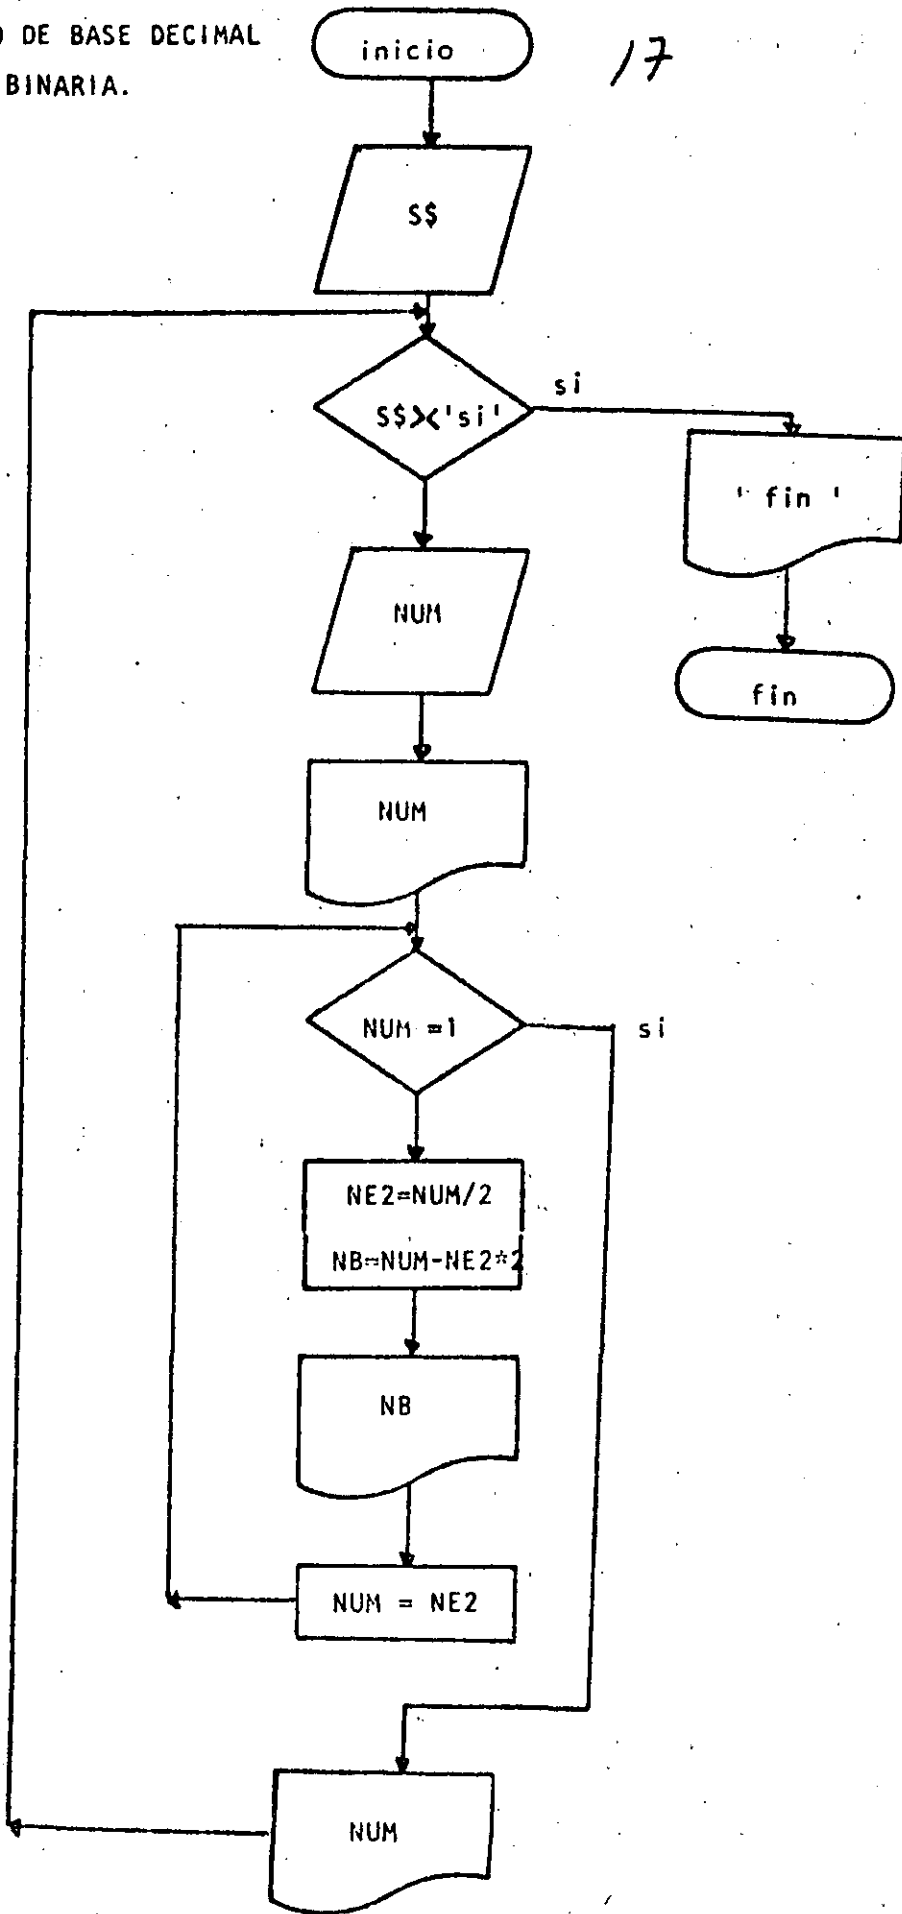 DE BASE DECIMAL
BINARIA.
inicio
17
S$
S$><'si'
si
' fin '
fin
NUM
NUM
NUM =1
si
NE2=NUM/2
NB=NUM-NE2*2
NB
NUM = NE2
NUM